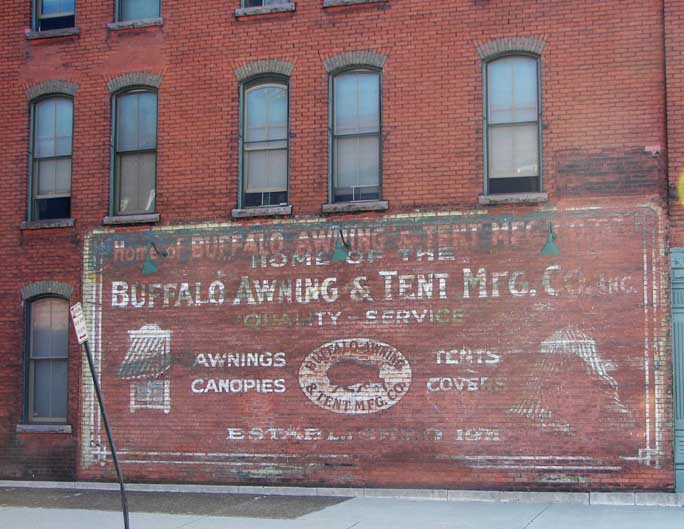 Home of BUFFALO AWNING & TENT MFG.
HOME OF THE
BUFFALO AWNING & TENT MFG. CO. INC.
QUALITY - SERVICE
AWNINGS
CANOPIES
BUFFALO AWNING
& TENT MFG. CO.
TENTS
COVERS
ESTABLISHED